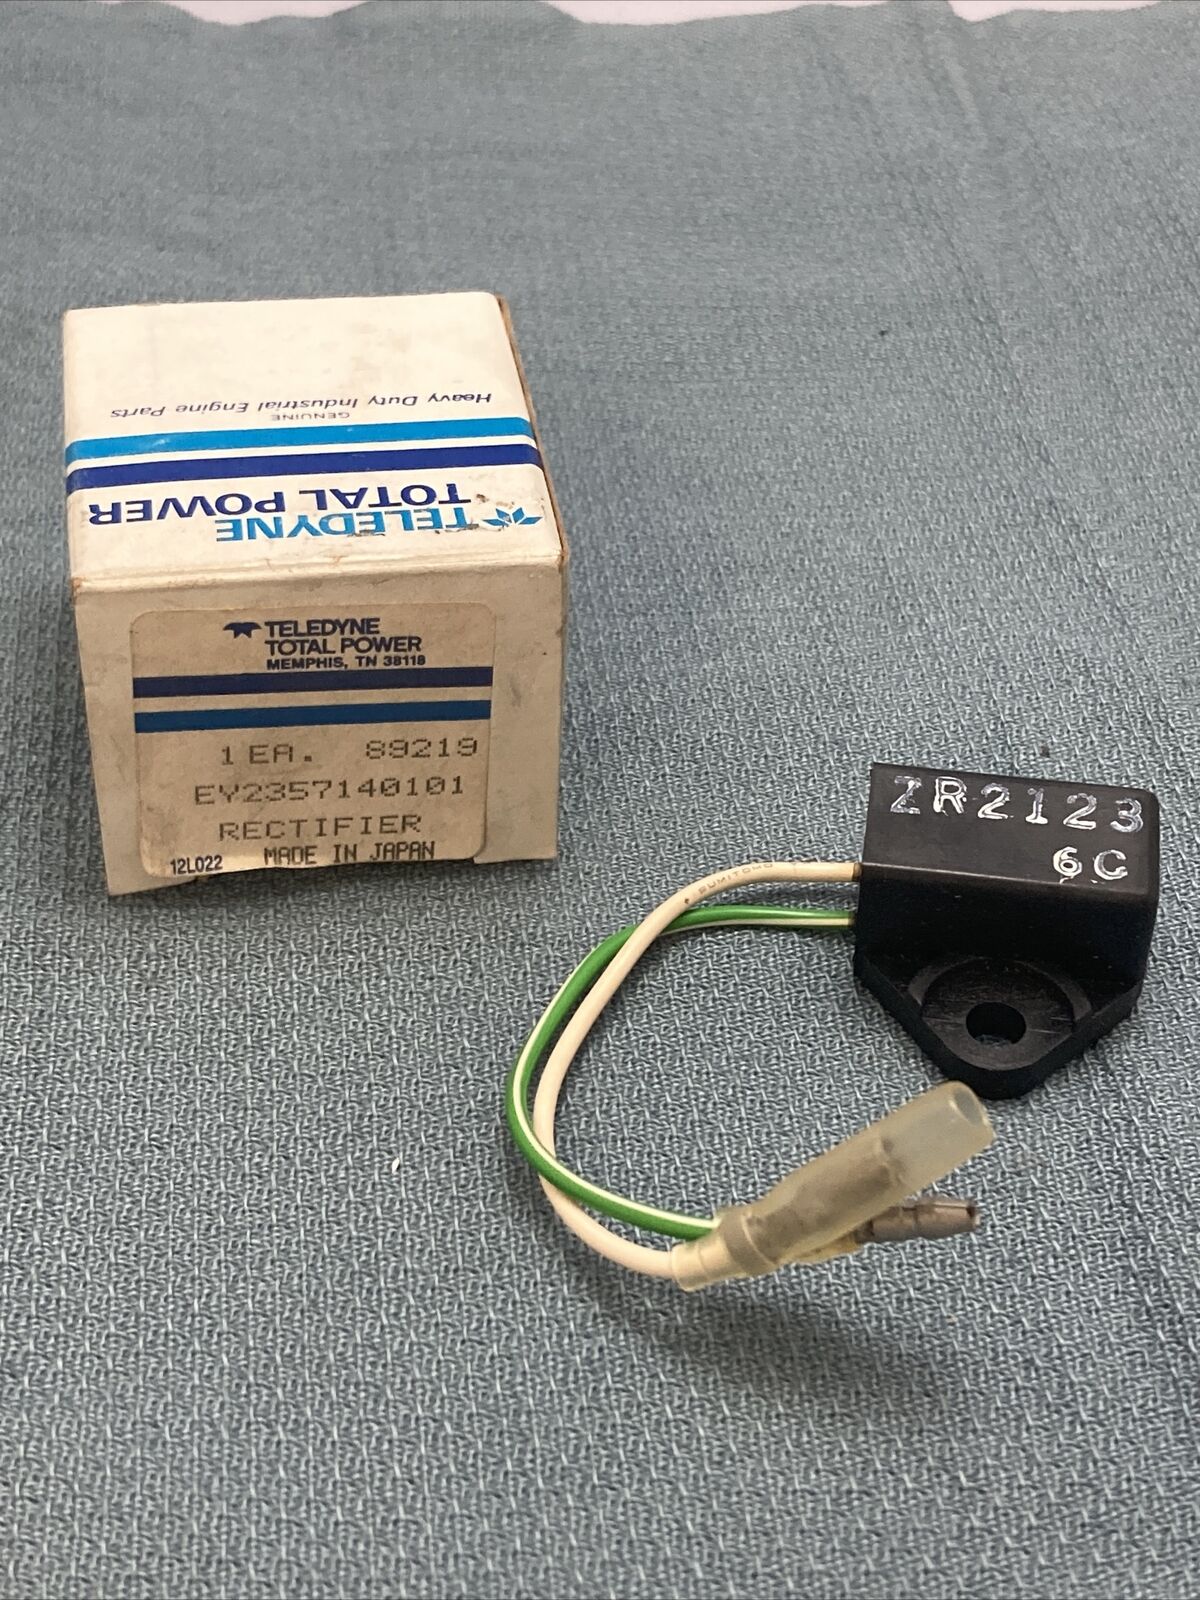 Heavy Duty Industrial Engine Parts
GENUINE
TOTAL POWER
TELEDYNE
TELEDYNE
TOTAL POWER
MEMPHIS, TN 38118
1 EA. 89219
EY2357140101
RECTIFIER
12L022 MADE IN JAPAN
ZR2123
6C
SUMITOMO